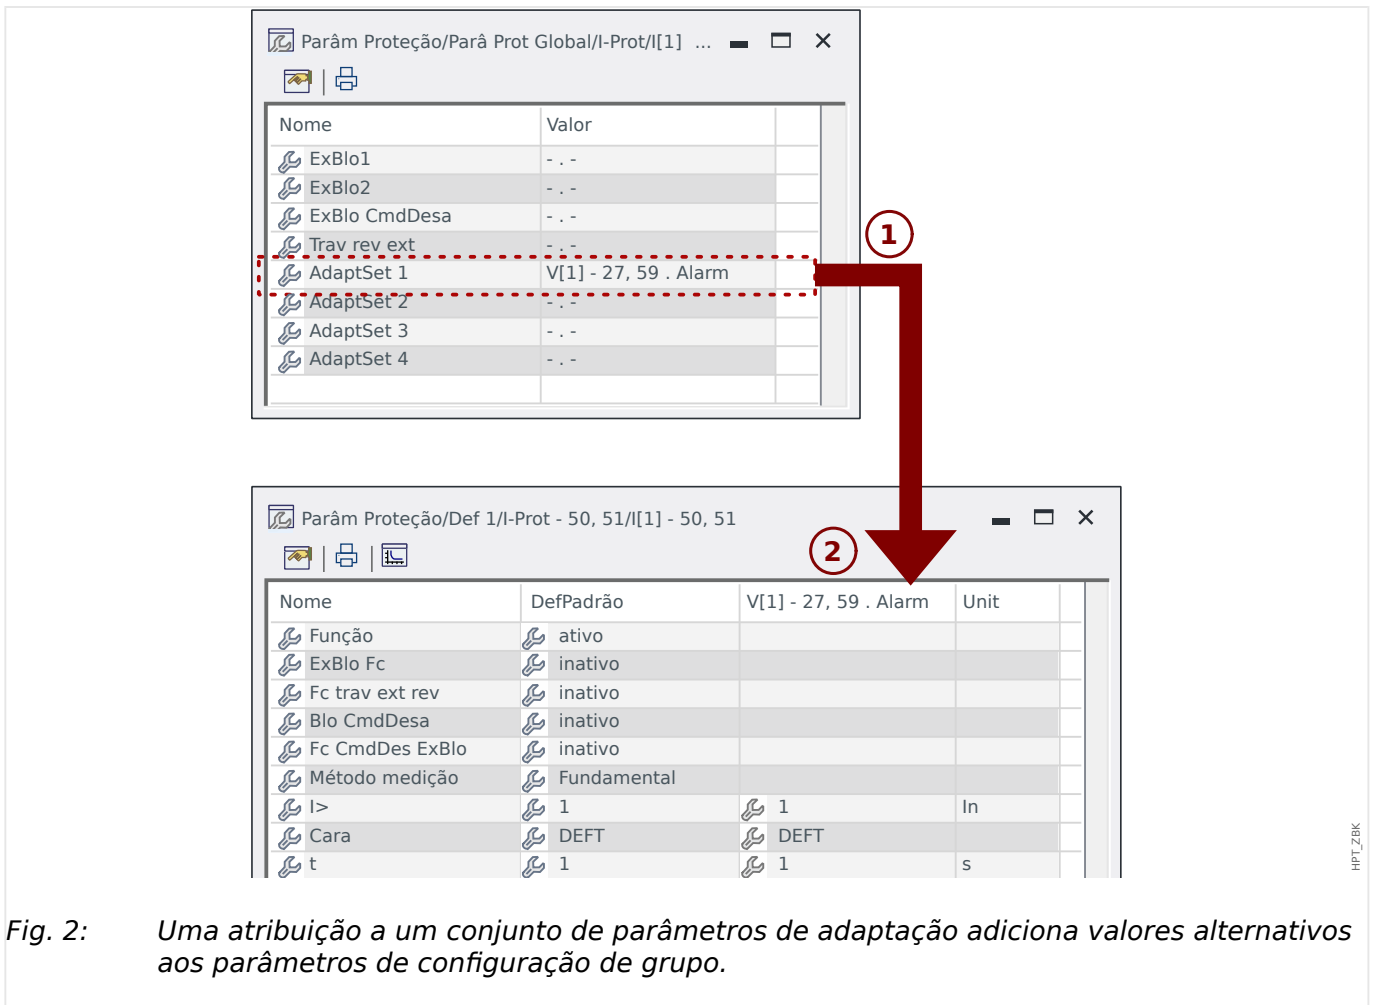 Parâm Proteção/Parâ Prot Global/I-Prot/I[1] ...
Nome Valor
ExBlo1 - . -
ExBlo2 - . -
ExBlo CmdDesa - . -
Trav rev ext - . -
AdaptSet 1 V[1] - 27, 59 . Alarm
AdaptSet 2 - . -
AdaptSet 3 - . -
AdaptSet 4 - . -
1
Parâm Proteção/Def 1/I-Prot - 50, 51/I[1] - 50, 51
2
Nome DefPadrão V[1] - 27, 59 . Alarm Unit
Função ativo
ExBlo Fc inativo
Fc trav ext rev inativo
Blo CmdDesa inativo
Fc CmdDes ExBlo inativo
Método medição Fundamental
I> 1 1 In
Cara DEFT DEFT
t 1 1 s
HPT_ZBK
Fig. 2: Uma atribuição a um conjunto de parâmetros de adaptação adiciona valores alternativos
aos parâmetros de configuração de grupo.